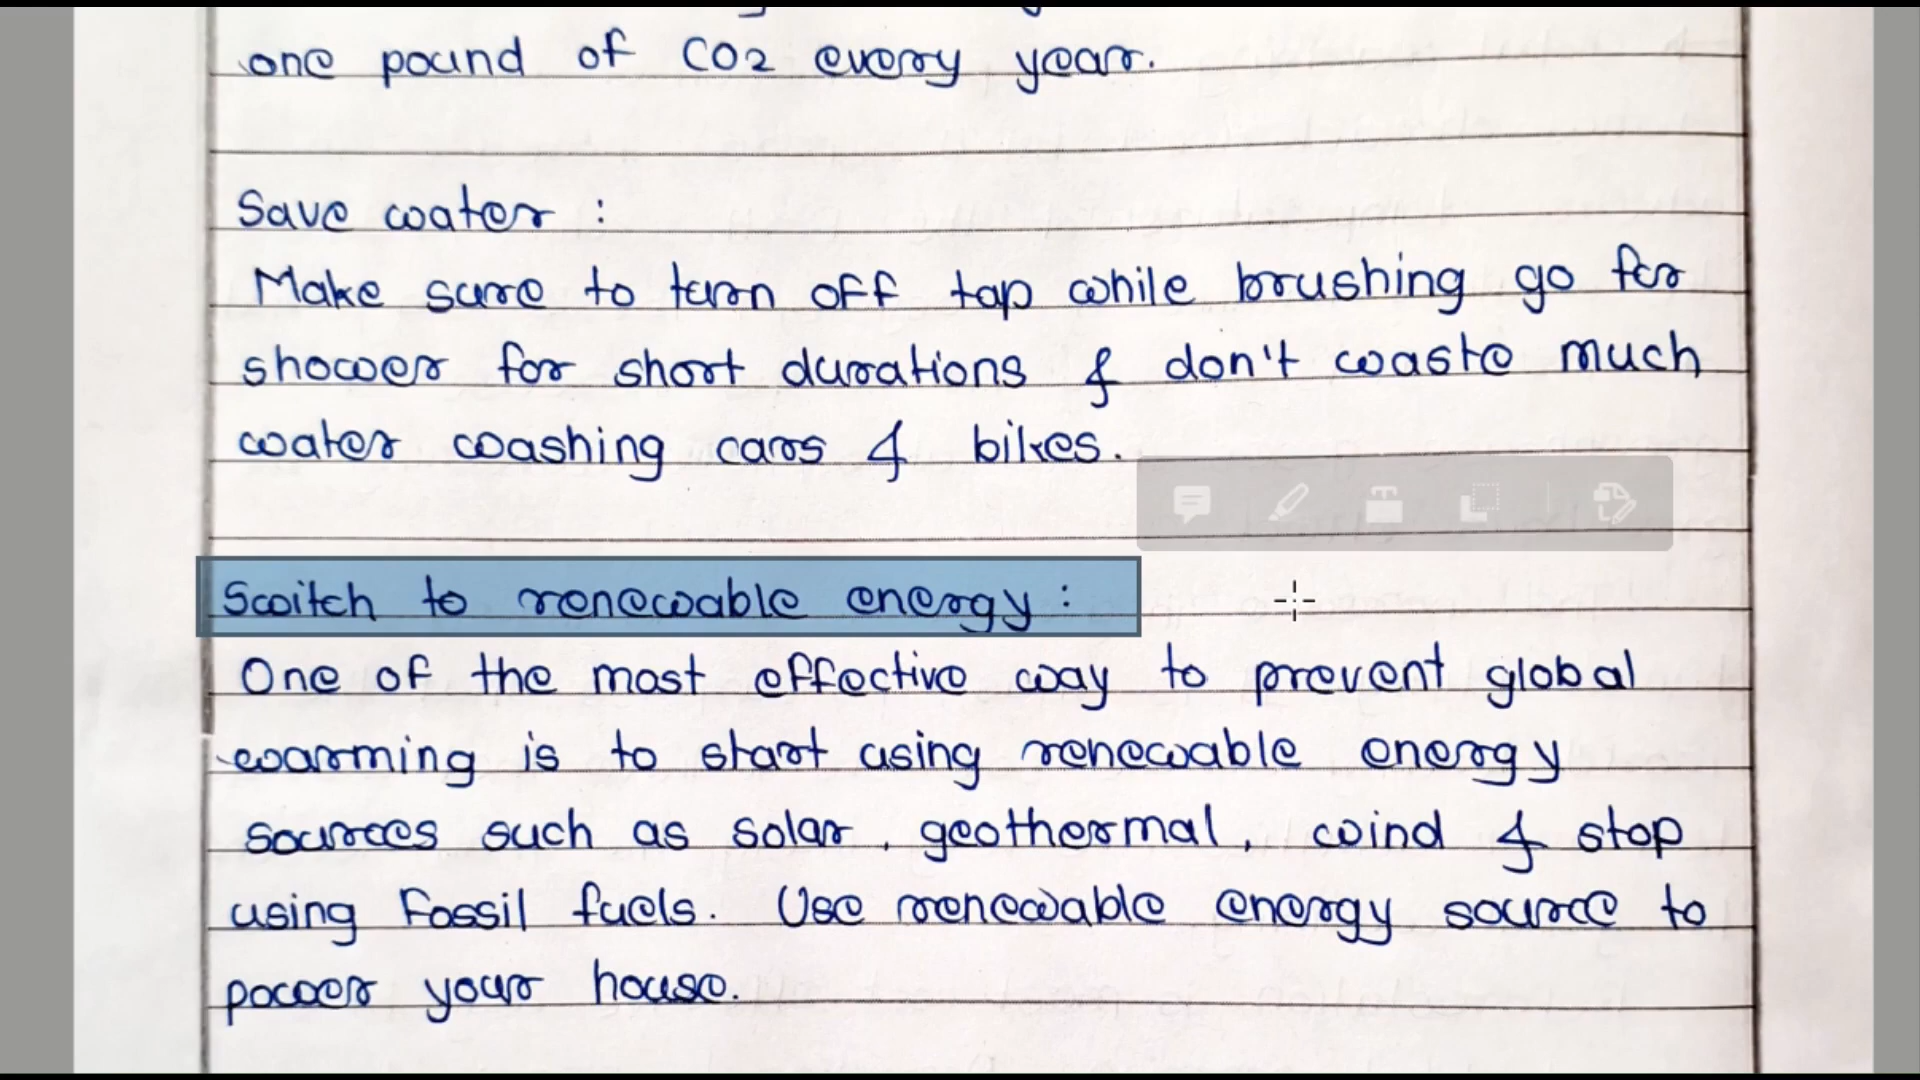 one pound of CO2 every year.
Save water :
Make sure to turn off tap while brushing go for
shower for short durations & don't waste much
water washing cars & bikes.
Switch to renewable energy :
One of the most effective way to prevent global
warming is to start using renewable energy
sources such as solar, geothermal, wind & stop
using Fossil fuels. Use renewable energy source to
power your house.